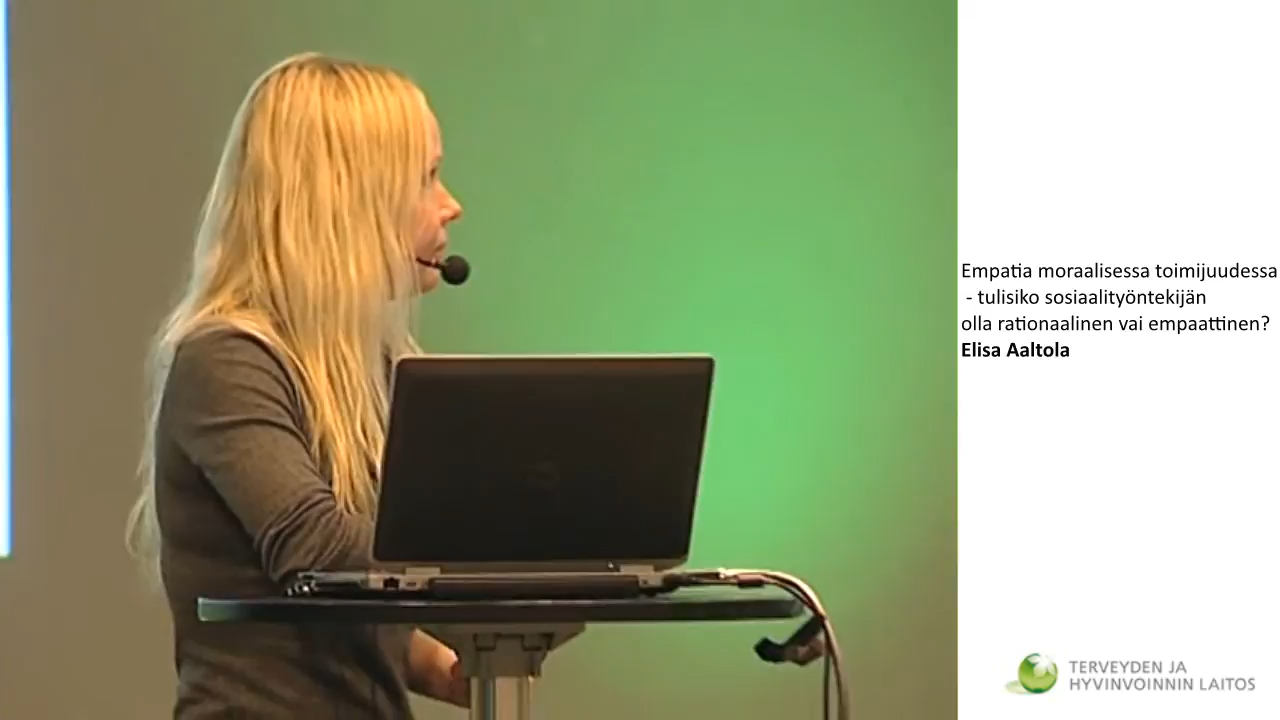 Empatia moraalisessa toimijuudessa
- tulisiko sosiaalityöntekijän
olla rationaalinen vai empaattinen?
Elisa Aaltola
TERVEYDEN JA
HYVINVOINNIN LAITOS